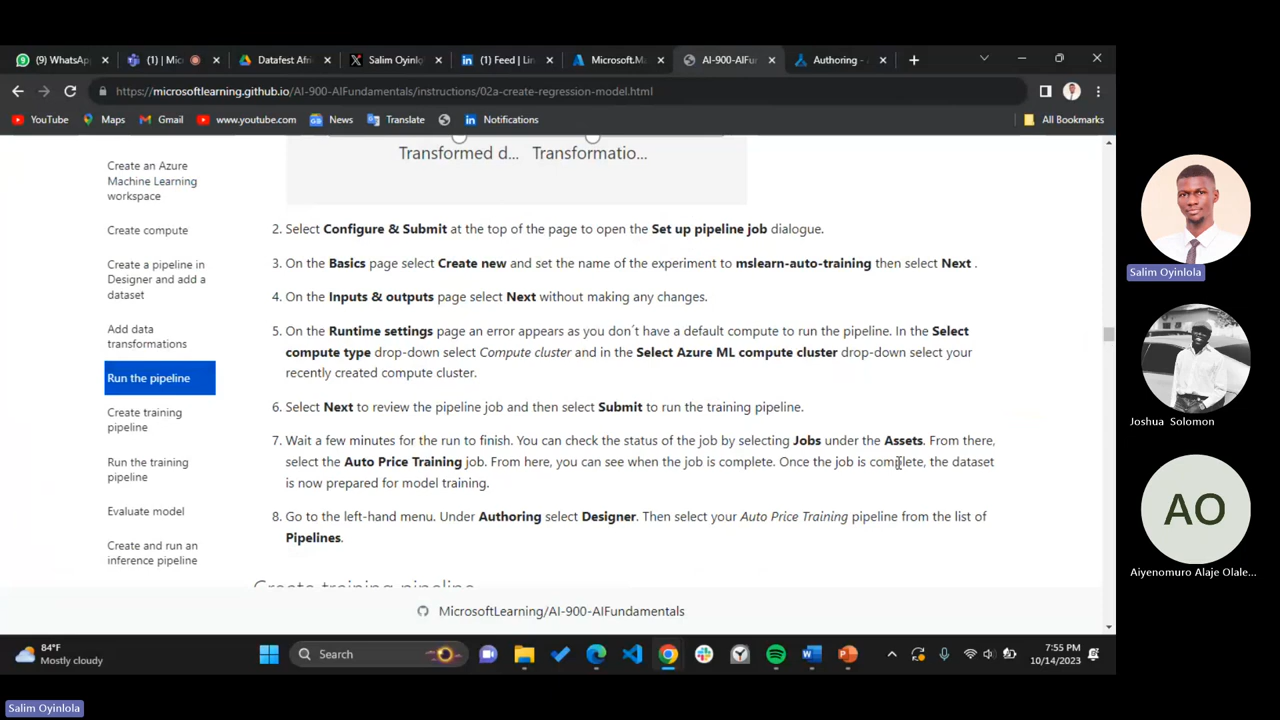 (9) WhatsAp
(1) Mic
Datafest Afri
Salim Oyinlo
(1) Feed | Lin
Microsoft.Ma
AI-900-AIFur
Authoring - A
https://microsoftlearning.github.io/AI-900-AIFundamentals/instructions/02a-create-regression-model.html
YouTube
Maps
Gmail
www.youtube.com
News
Translate
Notifications
All Bookmarks
Transformed d... Transformatio...
Create an Azure
Machine Learning
workspace
Create compute
Create a pipeline in
Designer and add a
dataset
Add data
transformations
Run the pipeline
Create training
pipeline
Run the training
pipeline
Evaluate model
Create and run an
inference pipeline
2. Select Configure & Submit at the top of the page to open the Set up pipeline job dialogue.
3. On the Basics page select Create new and set the name of the experiment to mslearn-auto-training then select Next .
4. On the Inputs & outputs page select Next without making any changes.
5. On the Runtime settings page an error appears as you don´t have a default compute to run the pipeline. In the Select
compute type drop-down select Compute cluster and in the Select Azure ML compute cluster drop-down select your
recently created compute cluster.
6. Select Next to review the pipeline job and then select Submit to run the training pipeline.
7. Wait a few minutes for the run to finish. You can check the status of the job by selecting Jobs under the Assets. From there,
select the Auto Price Training job. From here, you can see when the job is complete. Once the job is complete, the dataset
is now prepared for model training.
8. Go to the left-hand menu. Under Authoring select Designer. Then select your Auto Price Training pipeline from the list of
Pipelines.
Create training pipeline
MicrosoftLearning/AI-900-AIFundamentals
Salim Oyinlola
Joshua Solomon
AO
Aiyenomuro Alaje Olale...
84°F
Mostly cloudy
Search
7:55 PM
10/14/2023
Salim Oyinlola